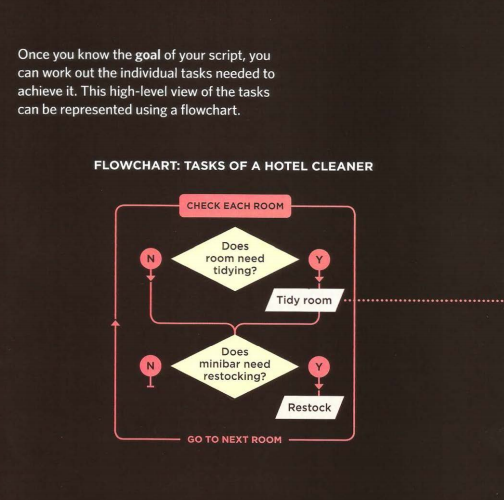 Once you know the goal of your script, you
can work out the individual tasks needed to
achieve it. This high-level view of the tasks
can be represented using a flowchart.
FLOWCHART: TASKS OF A HOTEL CLEANER
CHECK EACH ROOM
Does
room need
tidying?
N
Y
Tidy room
Does
minibar need
restocking?
N
Y
Restock
GO TO NEXT ROOM